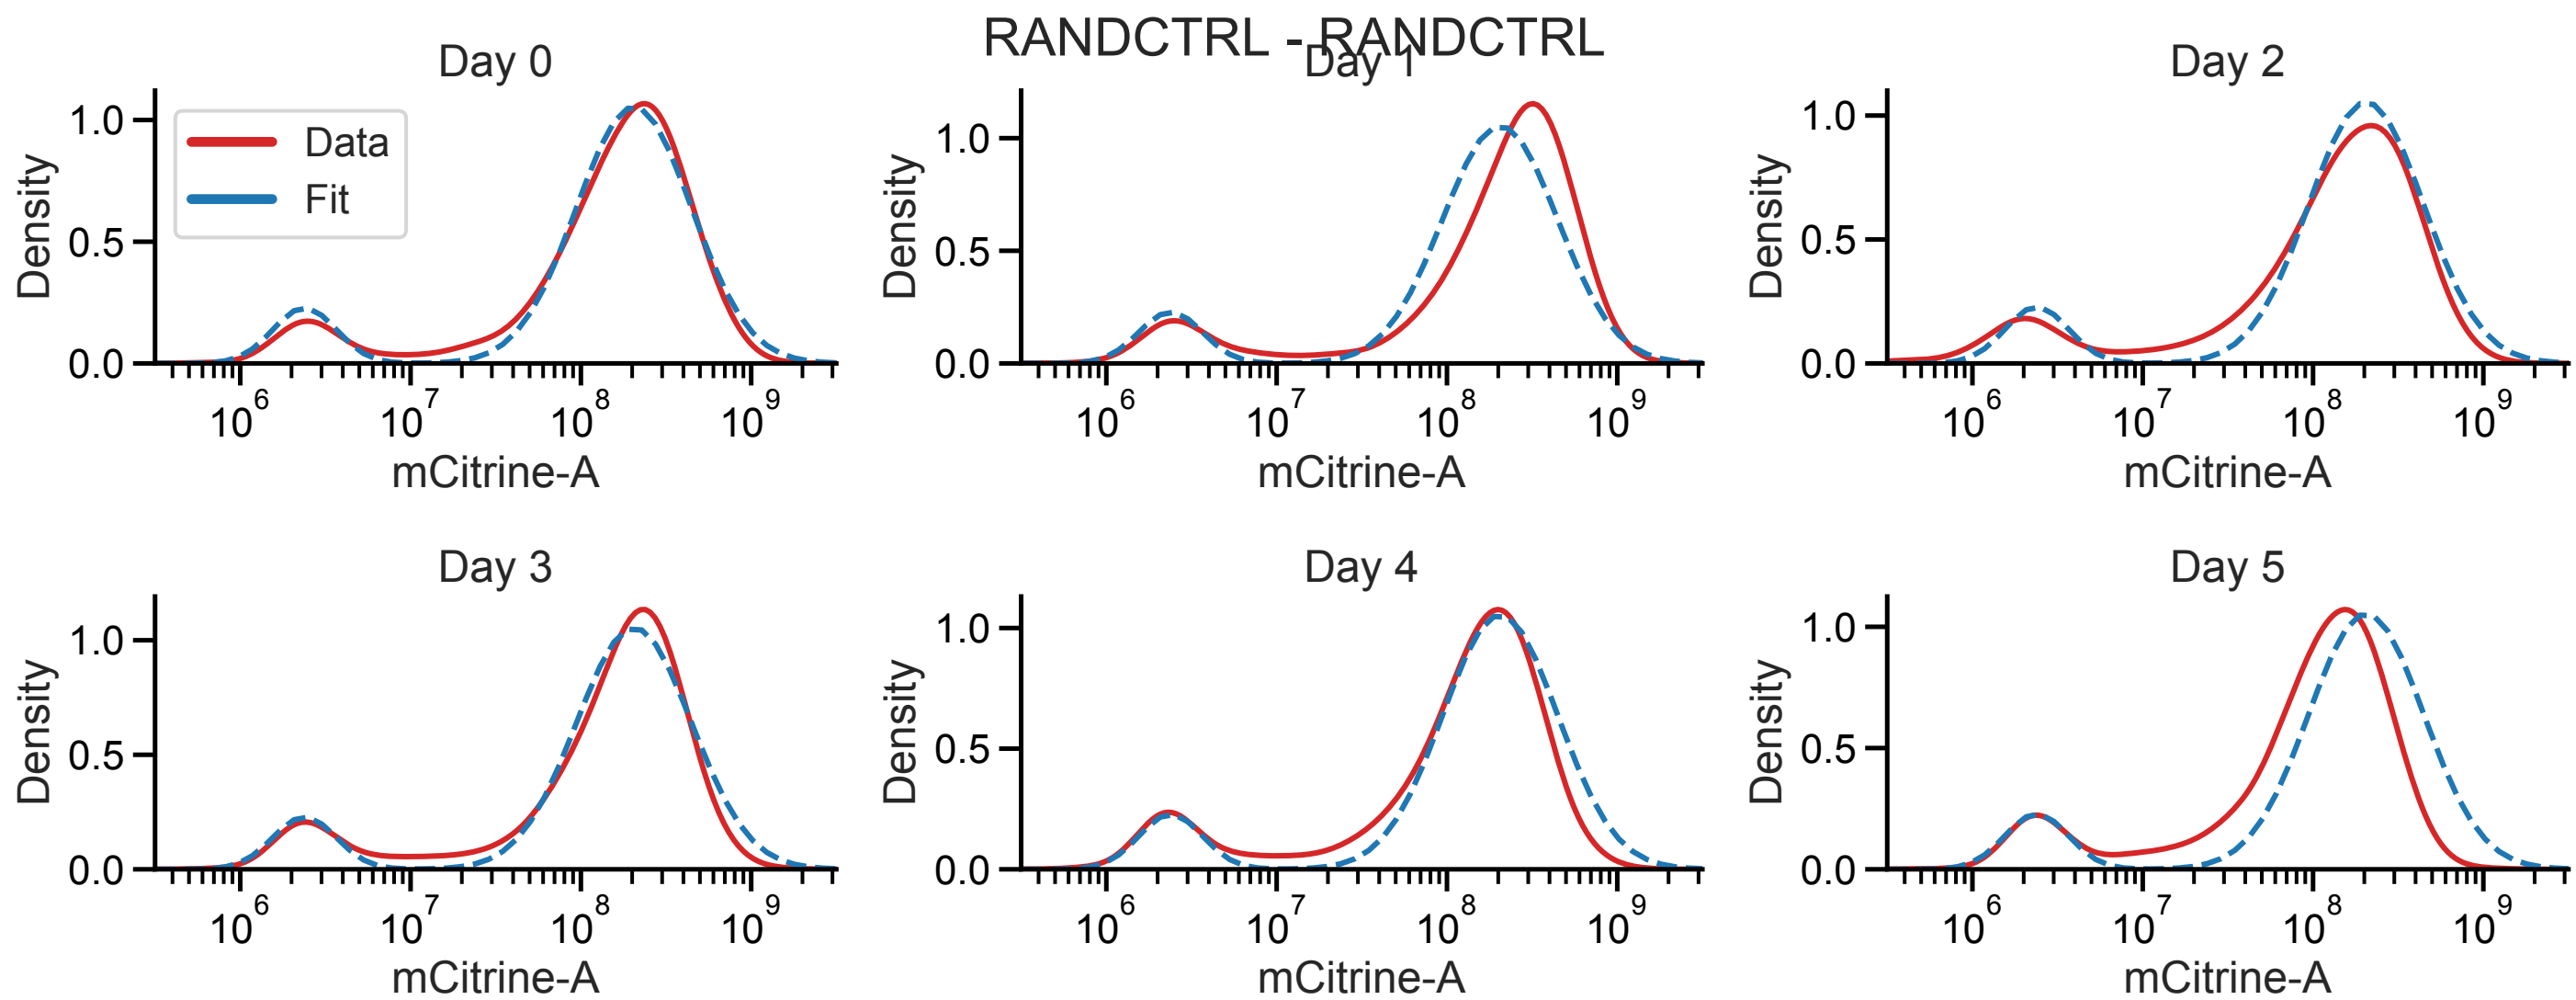 RANDCTRL - RANDCTRL
Day 0
Density
1.0
0.5
0.0
Data
Fit
10^6 10^7 10^8 10^9
mCitrine-A
Day 1
Density
1.0
0.5
0.0
10^6 10^7 10^8 10^9
mCitrine-A
Day 2
Density
1.0
0.5
0.0
10^6 10^7 10^8 10^9
mCitrine-A
Day 3
Density
1.0
0.5
0.0
10^6 10^7 10^8 10^9
mCitrine-A
Day 4
Density
1.0
0.5
0.0
10^6 10^7 10^8 10^9
mCitrine-A
Day 5
Density
1.0
0.5
0.0
10^6 10^7 10^8 10^9
mCitrine-A